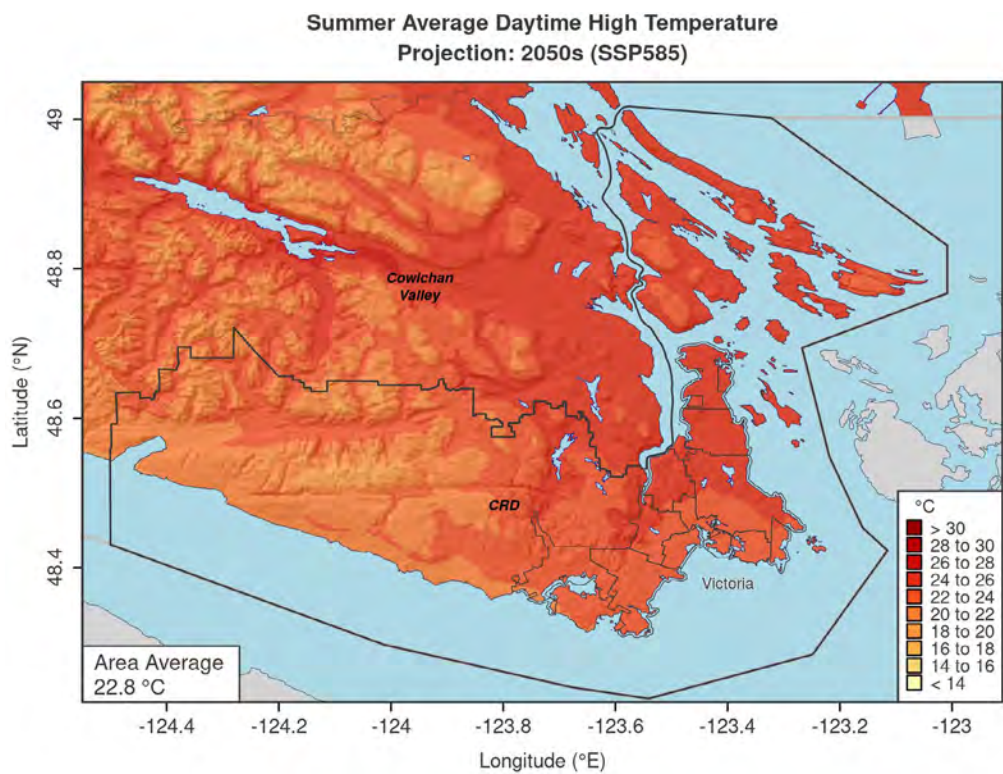 Summer Average Daytime High Temperature
Projection: 2050s (SSP585)
49
48.8
48.6
48.4
Latitude (°N)
Cowichan
Valley
CRD
Victoria
°C
> 30
28 to 30
26 to 28
24 to 26
22 to 24
20 to 22
18 to 20
16 to 18
14 to 16
< 14
Area Average
22.8 °C
-124.4
-124.2
-124
-123.8
-123.6
-123.4
-123.2
-123
Longitude (°E)